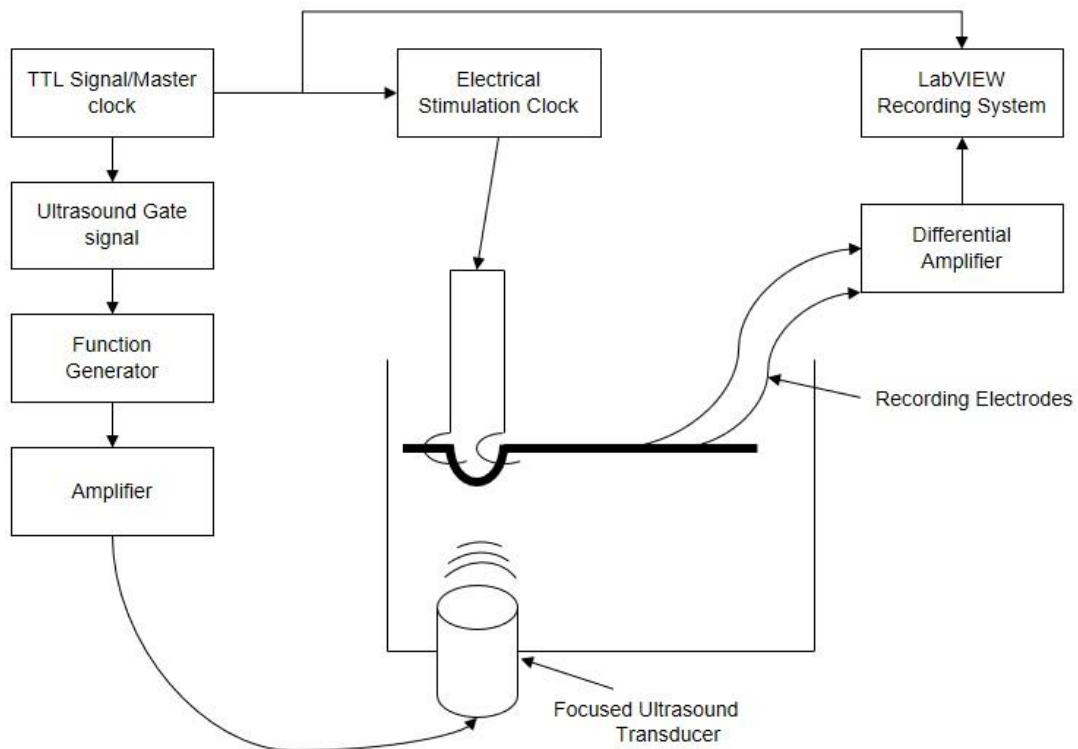 TTL Signal/Master
clock
Electrical
Stimulation Clock
LabVIEW
Recording System
Ultrasound Gate
signal
Differential
Amplifier
Function
Generator
Recording Electrodes
Amplifier
Focused Ultrasound
Transducer